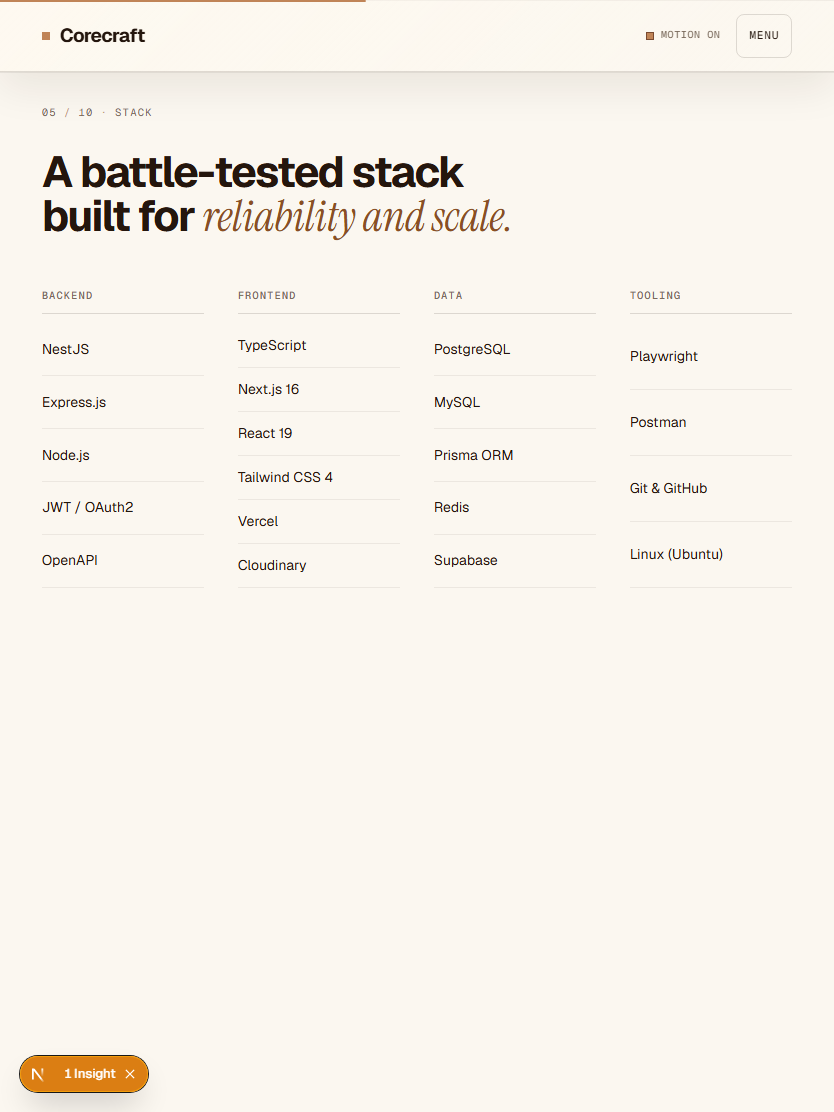 Corecraft
MOTION ON
MENU
05 / 10 · STACK
A battle-tested stack
built for reliability and scale.
BACKEND
NestJS
Express.js
Node.js
JWT / OAuth2
OpenAPI
FRONTEND
TypeScript
Next.js 16
React 19
Tailwind CSS 4
Vercel
Cloudinary
DATA
PostgreSQL
MySQL
Prisma ORM
Redis
Supabase
TOOLING
Playwright
Postman
Git & GitHub
Linux (Ubuntu)
1 Insight